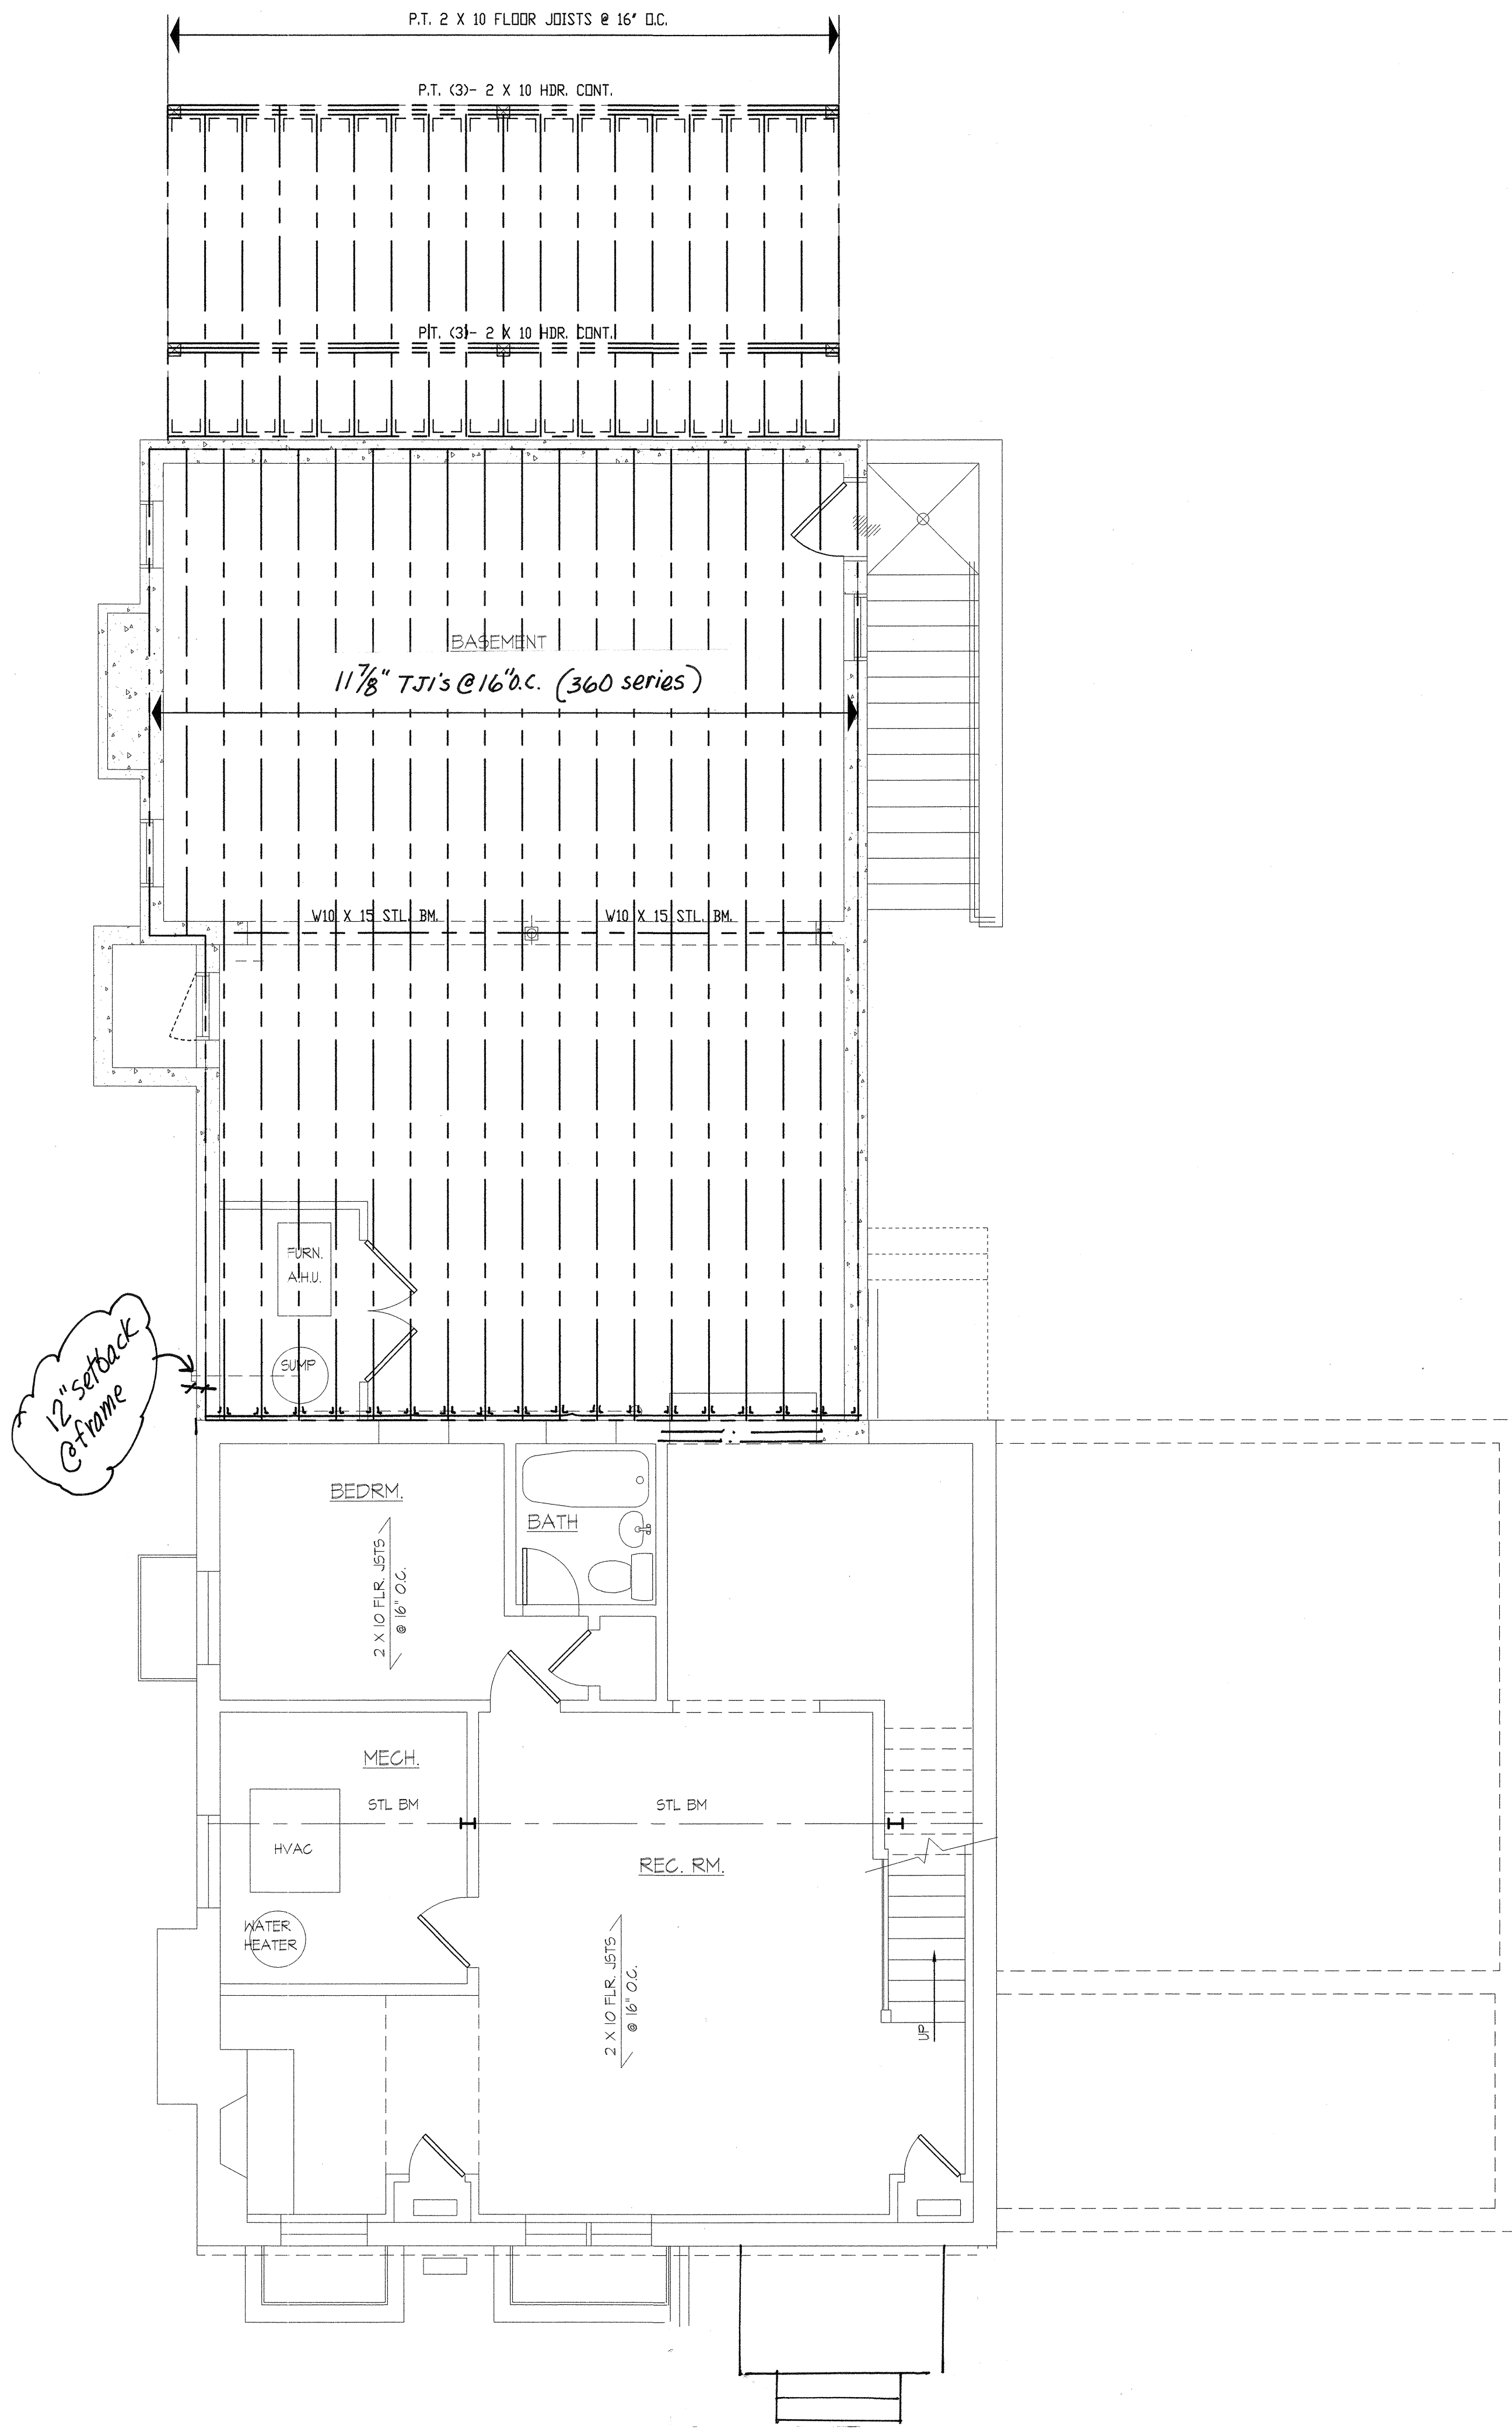 P.T. 2 X 10 FLOOR JOISTS @ 16" O.C.
P.T. (3)- 2 X 10 HDR. CONT.
P.T. (3)- 2 X 10 HDR. CONT.
BASEMENT
11 7/8" TJI's @ 16" O.C. (360 series)
W10 X 15 STL. BM.
W10 X 15 STL. BM.
FURN.
A.H.U.
SUMP
12" setback
@ frame
BEDRM.
BATH
2 X 10 FLR. JSTS
@ 16" O.C.
MECH.
STL BM
STL BM
HVAC
REC. RM.
WATER
HEATER
2 X 10 FLR. JSTS
@ 16" O.C.
UP